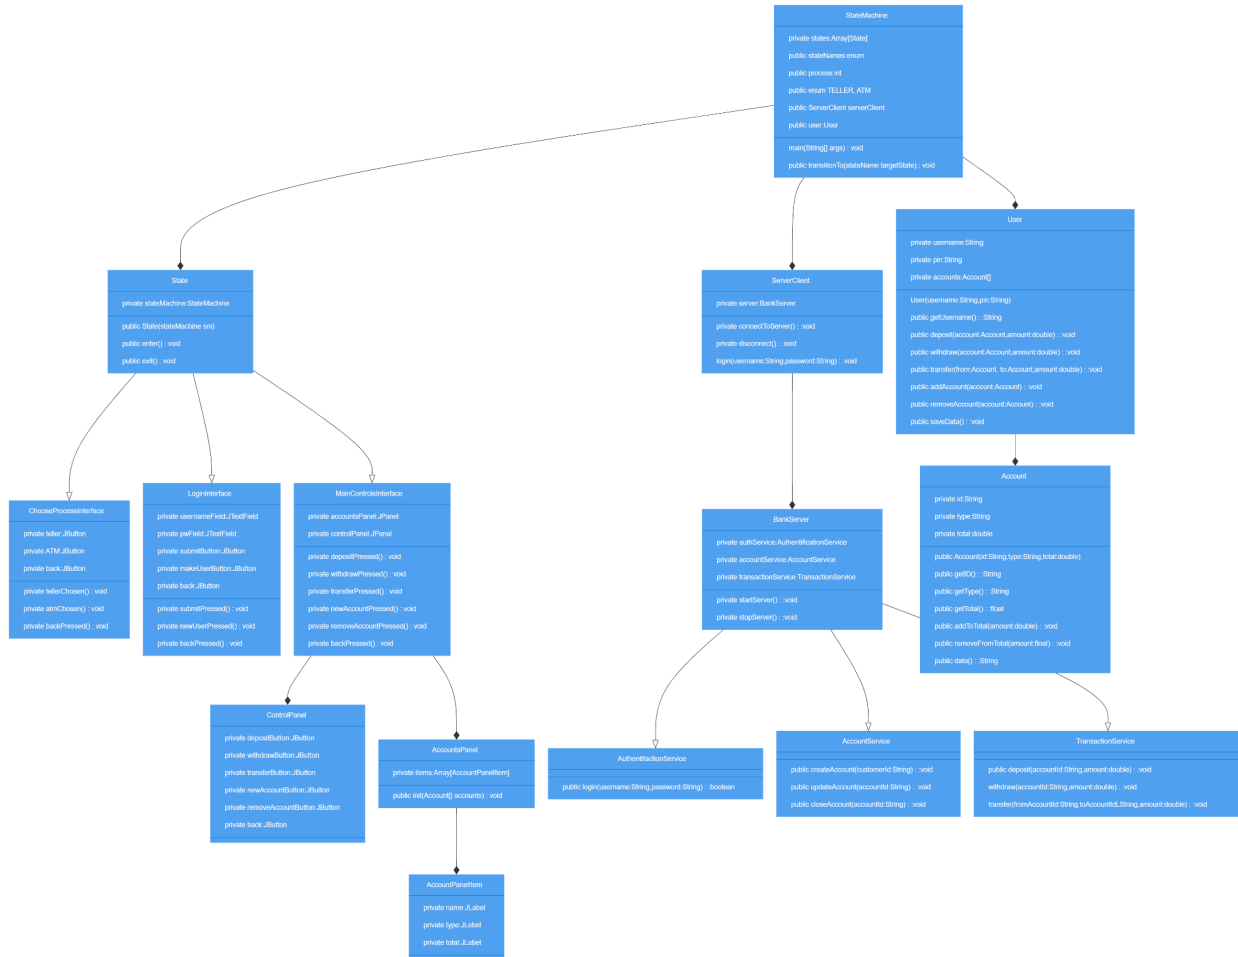 StateMachine
private states:Array[State]
public stateNames:enum
public process:int
public enum TELLER, ATM
public ServerClient serverClient
public user:User
main(String[] args) : void
public transitionTo(stateName targetState) : void
State
private stateMachine:StateMachine
public State(stateMachine sm)
public enter() : void
public exit() : void
ServerClient
private server:BankServer
private connectToServer() : :void
private disconnect() : :void
login(username:String,password:String) : :void
User
private username:String
private pin:String
private accounts:Account[]
User(username:String,pin:String)
public getUsername() : :String
public deposit(account:Account,amount:double) : :void
public withdraw(account:Account,amount:double) : :void
public transfer(from:Account, to:Account,amount:double) : :void
public addAccount(account:Account) : :void
public removeAccount(account:Account) : :void
public saveData() : :void
ChooseProcessInterface
private teller:JButton
private ATM:JButton
private back:JButton
private tellerChosen() : void
private atmChosen() : void
private backPressed() : void
LoginInterface
private usernameField:JTextField
private pwField:JTextField
private submitButton:JButton
private makeUserButton:JButton
private back:JButton
private submitPressed() : void
private newUserPressed() : void
private backPressed() : void
MainControlsInterface
private accountsPanel:JPanel
private controlPanel:JPanel
private depositPressed() : void
private withdrawPressed() : void
private transferPressed() : void
private newAccountPressed() : void
private removeAccountPressed() : void
private backPressed() : void
BankServer
private authService:AuthentificationService
private accountService:AccountService
private transactionService:TransactionService
private startServer() : :void
private stopServer() : :void
Account
private id:String
private type:String
private total:double
public Account(id:String,type:String,total:double)
public getID() : :String
public getType() : :String
public getTotal() : :float
public addToTotal(amount:double) : :void
public removeFromTotal(amount:float) : :void
public data() : :String
ControlPanel
private depositButton:JButton
private withdrawButton:JButton
private transferButton:JButton
private newAccountButton:JButton
private removeAccountButton:JButton
private back:JButton
AccountsPanel
private items:Array[AccountPanelItem]
public init(Account[] accounts) : void
AuthentifactionService
public login(username:String,password:String) : :boolean
AccountService
public createAccount(customerId:String) : :void
public updateAccount(accountId:String) : :void
public closeAccount(accountId:String) : :void
TransactionService
public deposit(accountId:String,amount:double) : :void
withdraw(accountId:String,amount:double) : :void
transfer(fromAccountId:String,toAccountIdLString,amount:double) : :void
AccountPanelItem
private name:JLabel
private type:JLabel
private total:JLabel